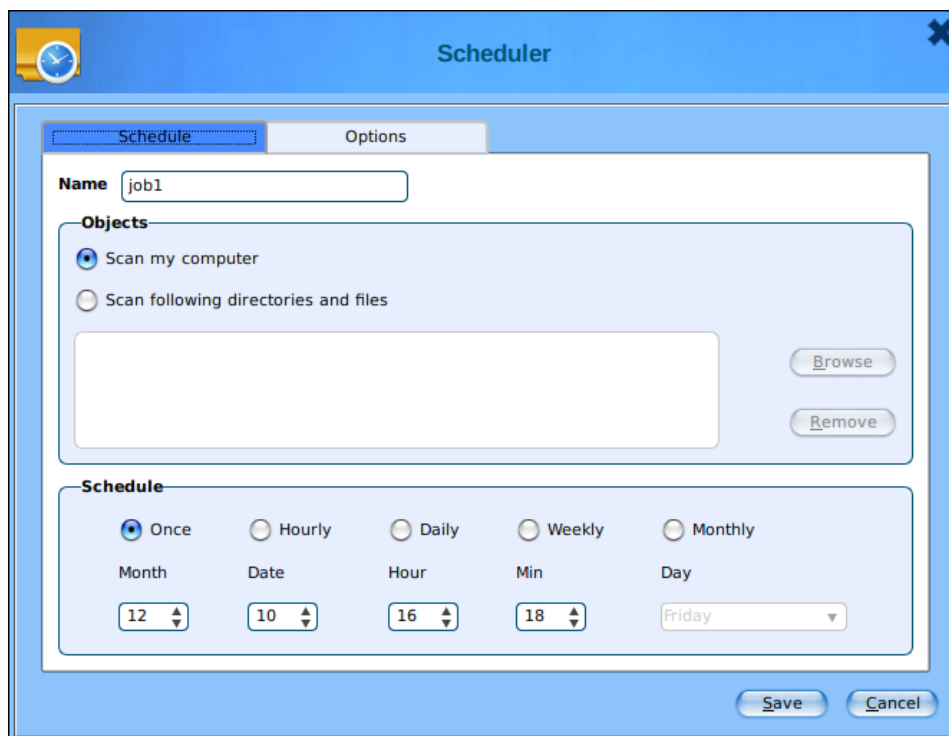 Scheduler
Schedule Options
Name job1
Objects
Scan my computer
Scan following directories and files
Browse
Remove
Schedule
Once Hourly Daily Weekly Monthly
Month Date Hour Min Day
12 10 16 18 Friday
Save Cancel